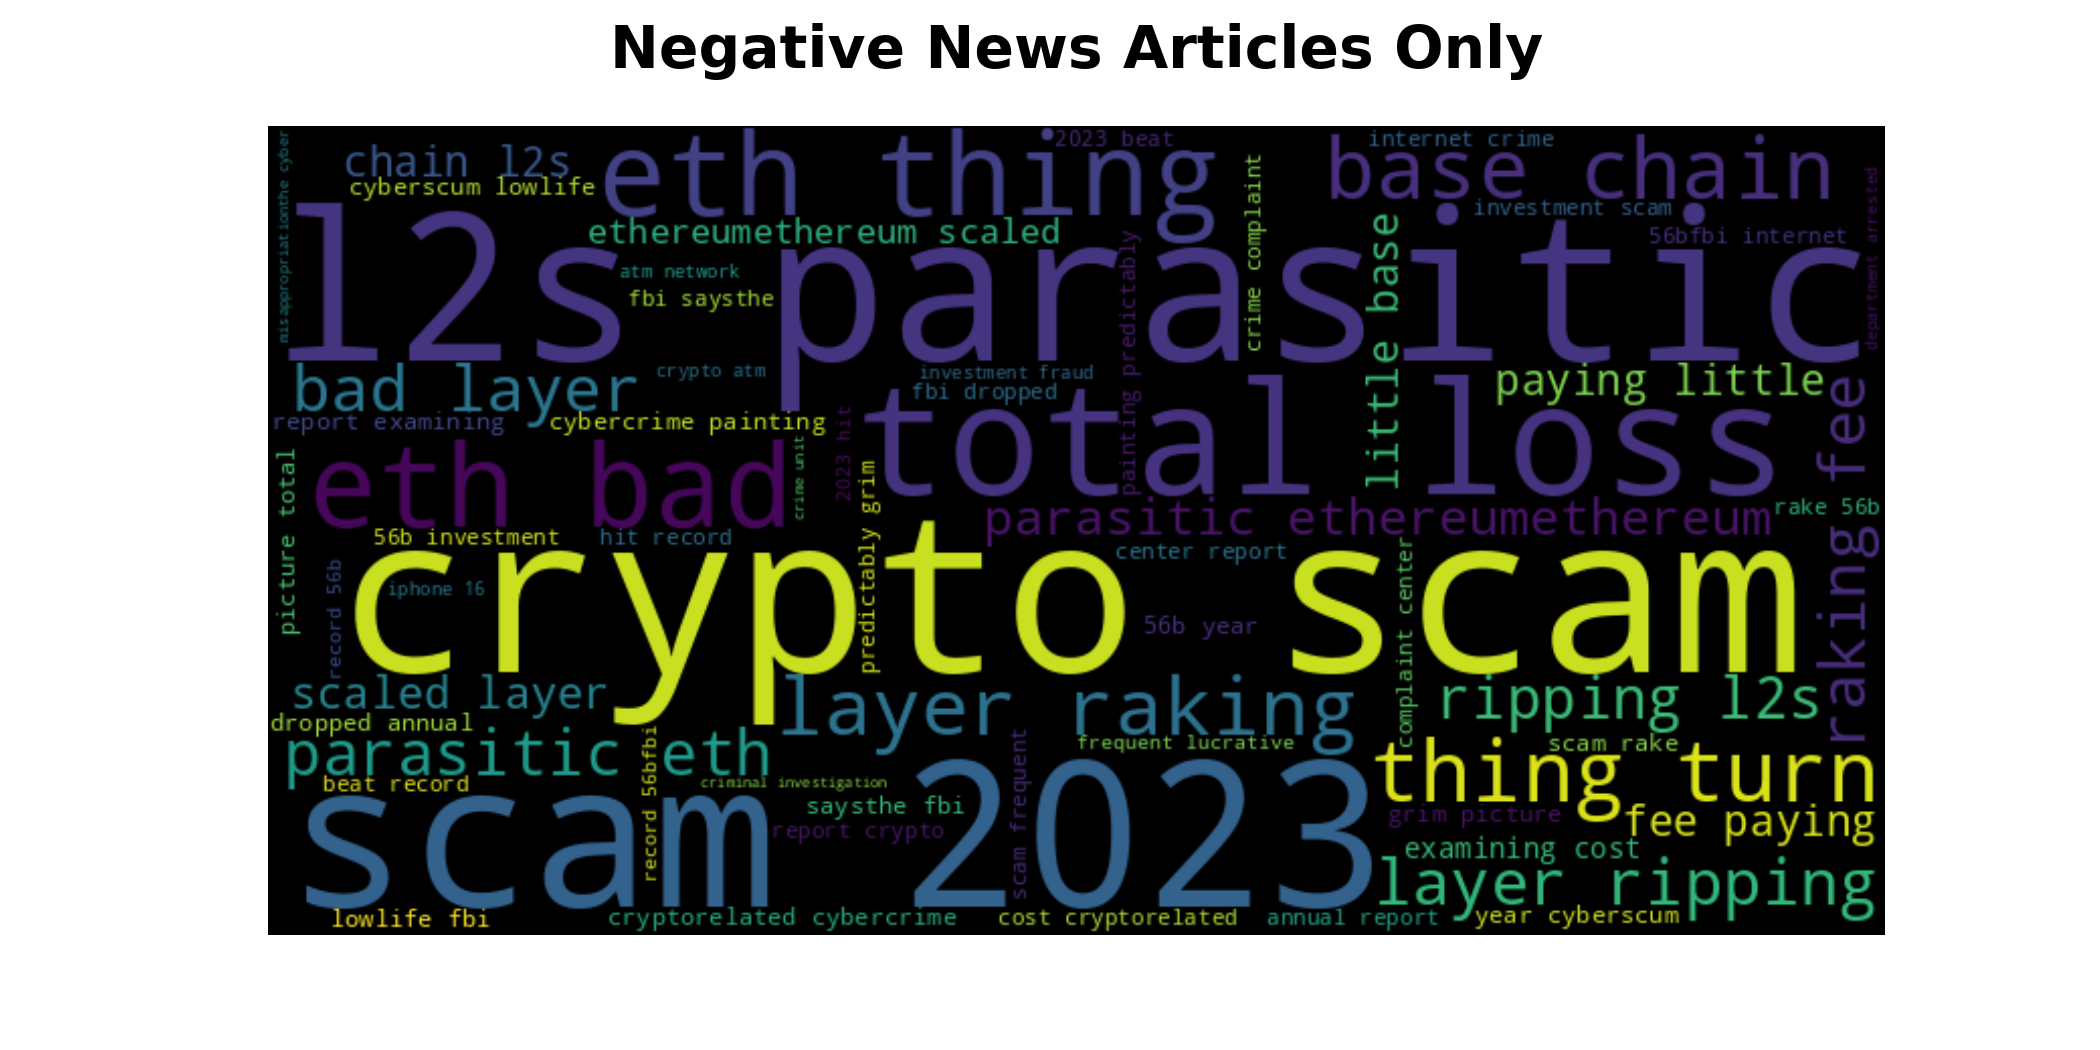 Negative News Articles Only
misappropriationthe cyber
chain l2s
cyberscum lowlife
eth thing
2023 beat
internet crime
base chain
crime complaint
investment scam
56bfbi internet
department arrested
ethereumethereum scaled
l2s parasitic
atm network
fbi saysthe
painting predictably
little base
bad layer
crypto atm
investment fraud
fbi dropped
paying little
report examining
cybercrime painting
2023 hit
total loss
raking fee
picture total
eth bad
crime unit
predictably grim
parasitic ethereumethereum
rake 56b
56b investment
hit record
center report
crypto scam
record 56b
iphone 16
56b year
complaint center
scaled layer
dropped annual
layer raking
ripping l2s
parasitic eth
record 56bfbi
scam frequent
frequent lucrative
scam rake
thing turn
beat record
criminal investigation
scam 2023
saysthe fbi
report crypto
grim picture
fee paying
examining cost
layer ripping
lowlife fbi
cryptorelated cybercrime
cost cryptorelated
annual report
year cyberscum